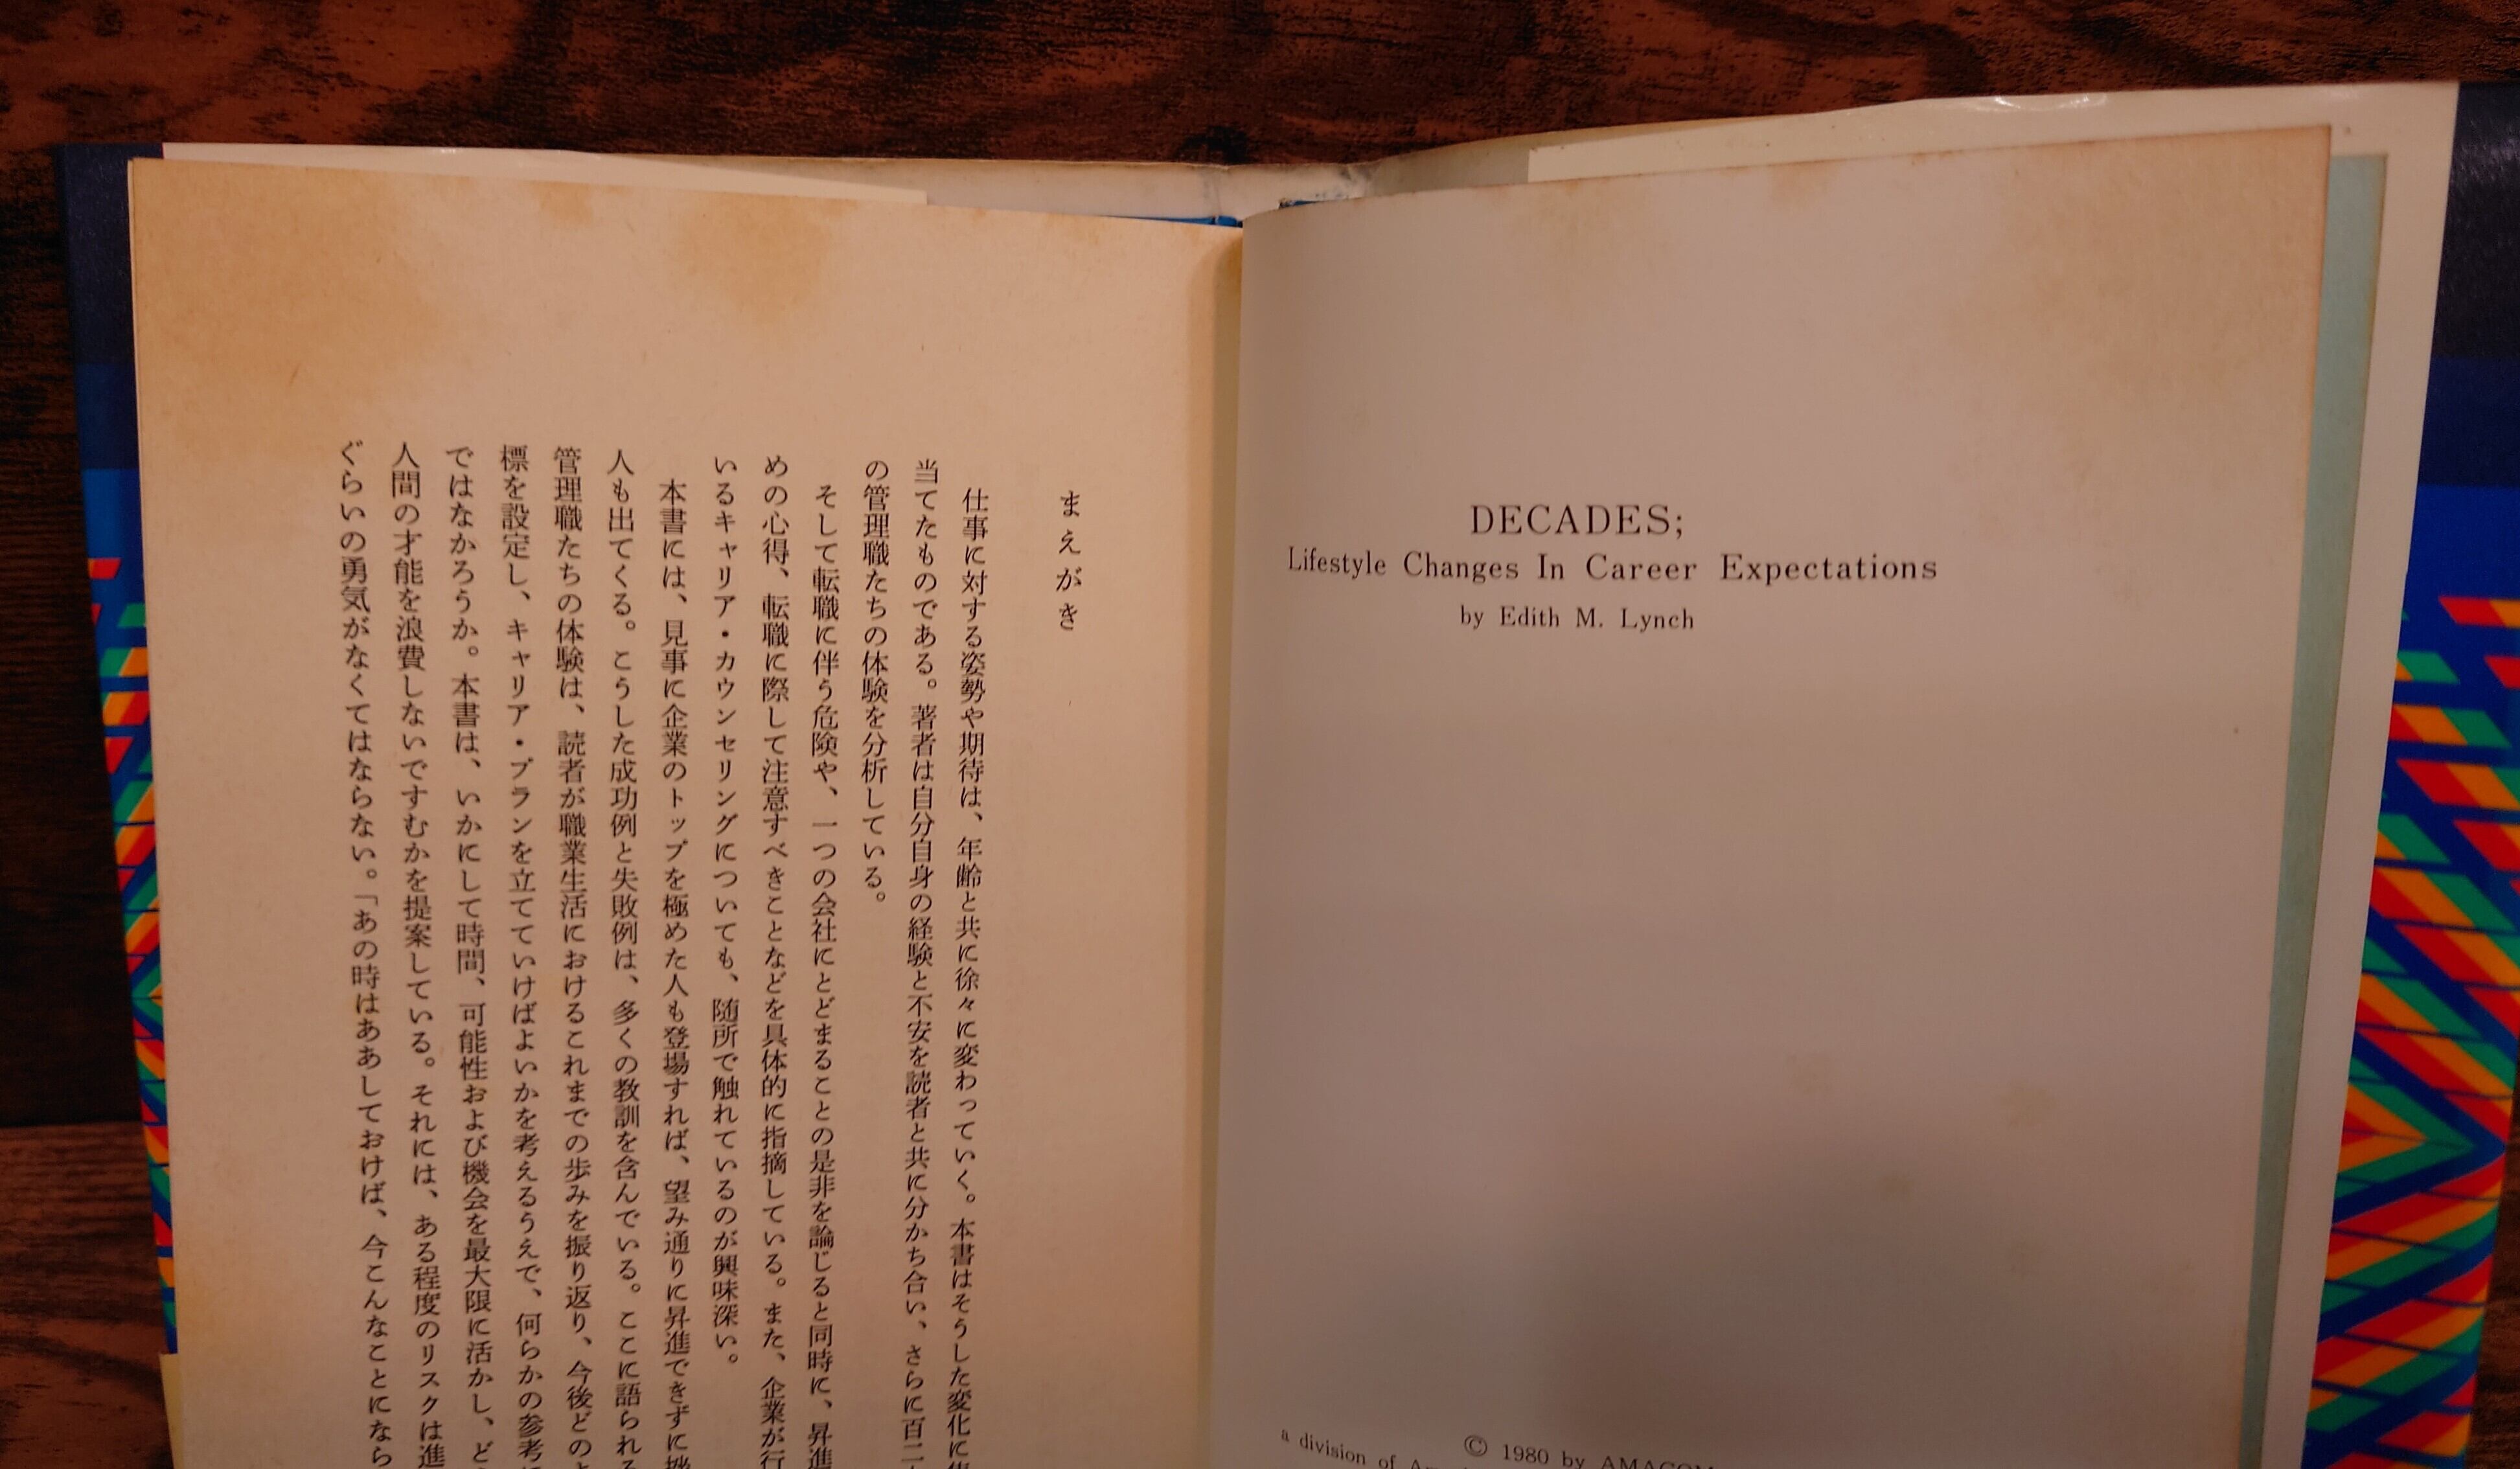 DECADES;
Lifestyle Changes In Career Expectations
by Edith M. Lynch
© 1980 by AMACOM
a division of
まえがき
仕事に対する姿勢や期待は、年齢と共に徐々に変わっていく。本書はそうした変化に
当てたものである。著者は自分自身の経験と不安を読者と共に分かち合い、さらに百二
の管理職たちの体験を分析している。
そして転職に伴う危険や、一つの会社にとどまることの是非を論じると同時に、昇進
めの心得、転職に際して注意すべきことなどを具体的に指摘している。また、企業が行
いるキャリア・カウンセリングについても、随所で触れているのが興味深い。
本書には、見事に企業のトップを極めた人も登場すれば、望み通りに昇進できずに挫
人も出てくる。こうした成功例と失敗例は、多くの教訓を含んでいる。ここに語られる
管理職たちの体験は、読者が職業生活におけるこれまでの歩みを振り返り、今後どの
標を設定し、キャリア・プランを立てていけばよいかを考えるうえで、何らかの参考
ではなかろうか。本書は、いかにして時間、可能性および機会を最大限に活かし、ど
人間の才能を浪費しないですむかを提案している。それには、ある程度のリスクは進
ぐらいの勇気がなくてはならない。「あの時はああしておけば、今こんなことになら